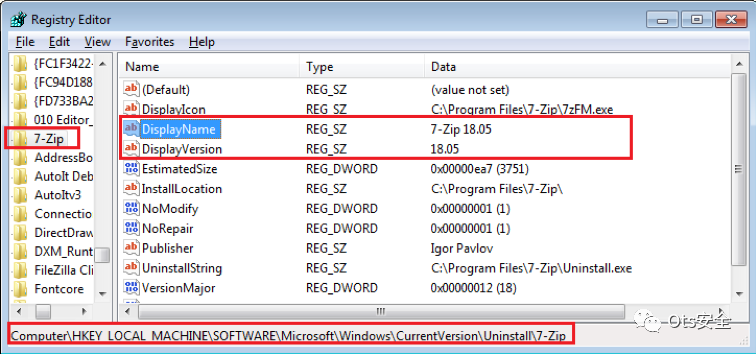 Registry Editor
File Edit View Favorites Help
Name Type Data
{FC1F3422-
{FC94D188
{FD733BA2
010 Editor_
7-Zip
AddressBo
AutoIt Deb
AutoItv3
Connection
DirectDraw
DXM_Runt
FileZilla Cli
Fontcore
(Default) REG_SZ (value not set)
DisplayIcon REG_SZ C:\Program Files\7-Zip\7zFM.exe
DisplayName REG_SZ 7-Zip 18.05
DisplayVersion REG_SZ 18.05
EstimatedSize REG_DWORD 0x00000ea7 (3751)
InstallLocation REG_SZ C:\Program Files\7-Zip\
NoModify REG_DWORD 0x00000001 (1)
NoRepair REG_DWORD 0x00000001 (1)
Publisher REG_SZ Igor Pavlov
UninstallString REG_SZ C:\Program Files\7-Zip\Uninstall.exe
VersionMajor REG_DWORD 0x00000012 (18)
Computer\HKEY_LOCAL_MACHINE\SOFTWARE\Microsoft\Windows\CurrentVersion\Uninstall\7-Zip
Ots安全